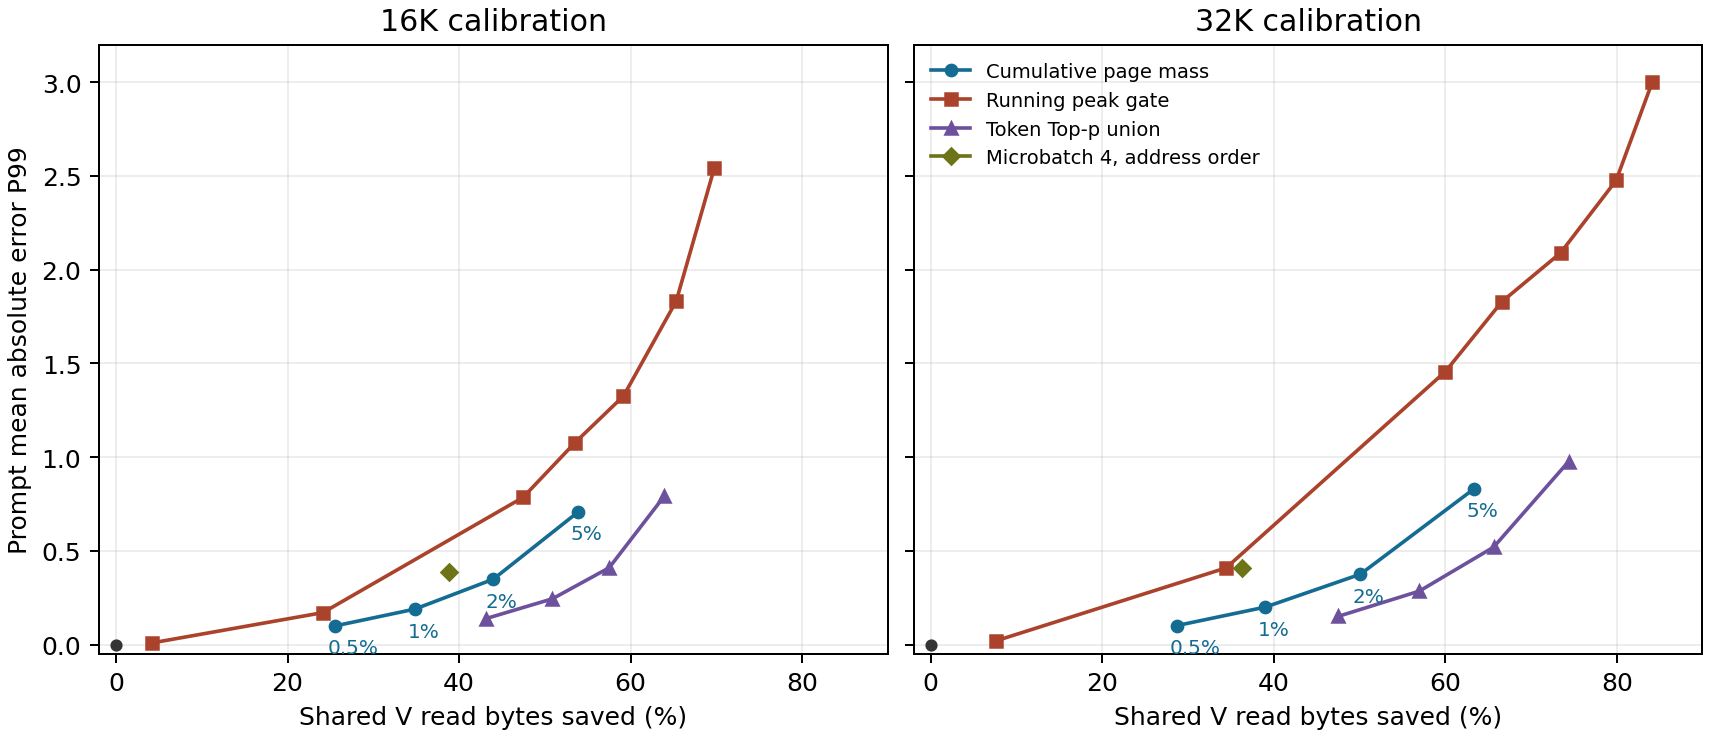 16K calibration
32K calibration
Prompt mean absolute error P99
3.0
2.5
2.0
1.5
1.0
0.5
0.0
0.5%
1%
2%
5%
0
20
40
60
80
Shared V read bytes saved (%)
Cumulative page mass
Running peak gate
Token Top-p union
Microbatch 4, address order
0.5%
1%
2%
5%
0
20
40
60
80
Shared V read bytes saved (%)